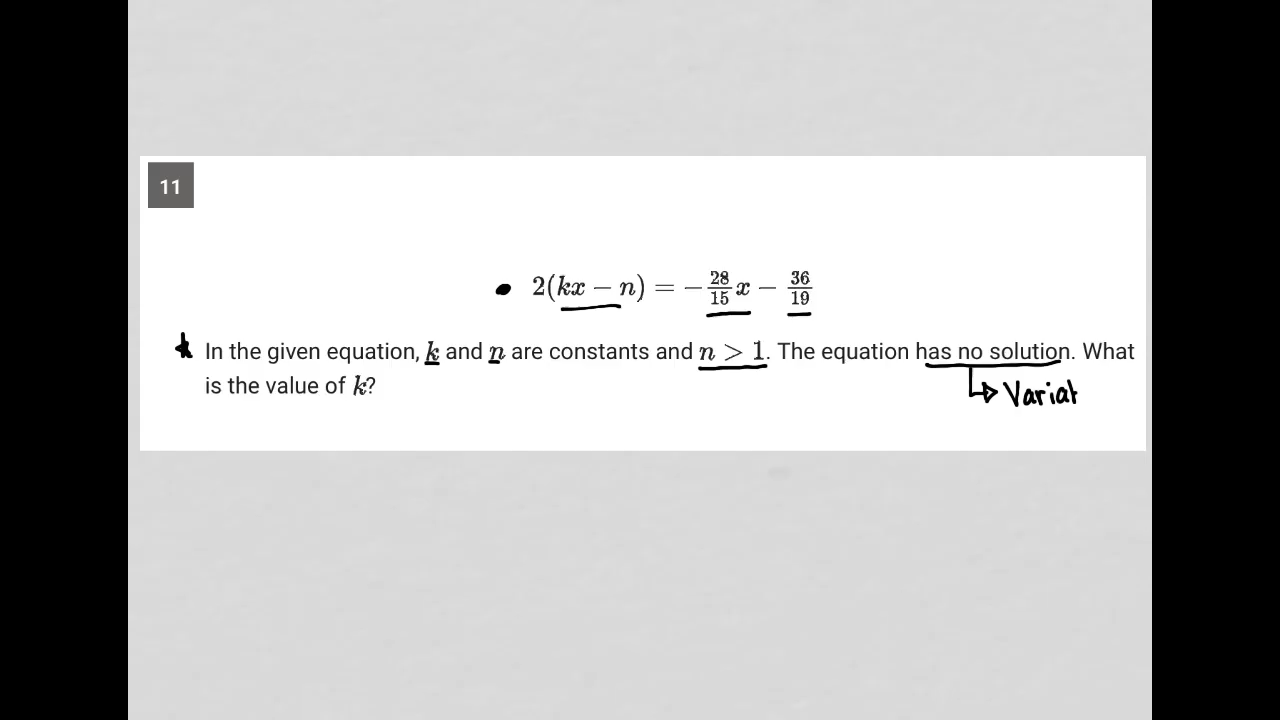 11
2(kx − n) = −28/15 x − 36/19
In the given equation, k and n are constants and n > 1. The equation has no solution. What
is the value of k?
Variat